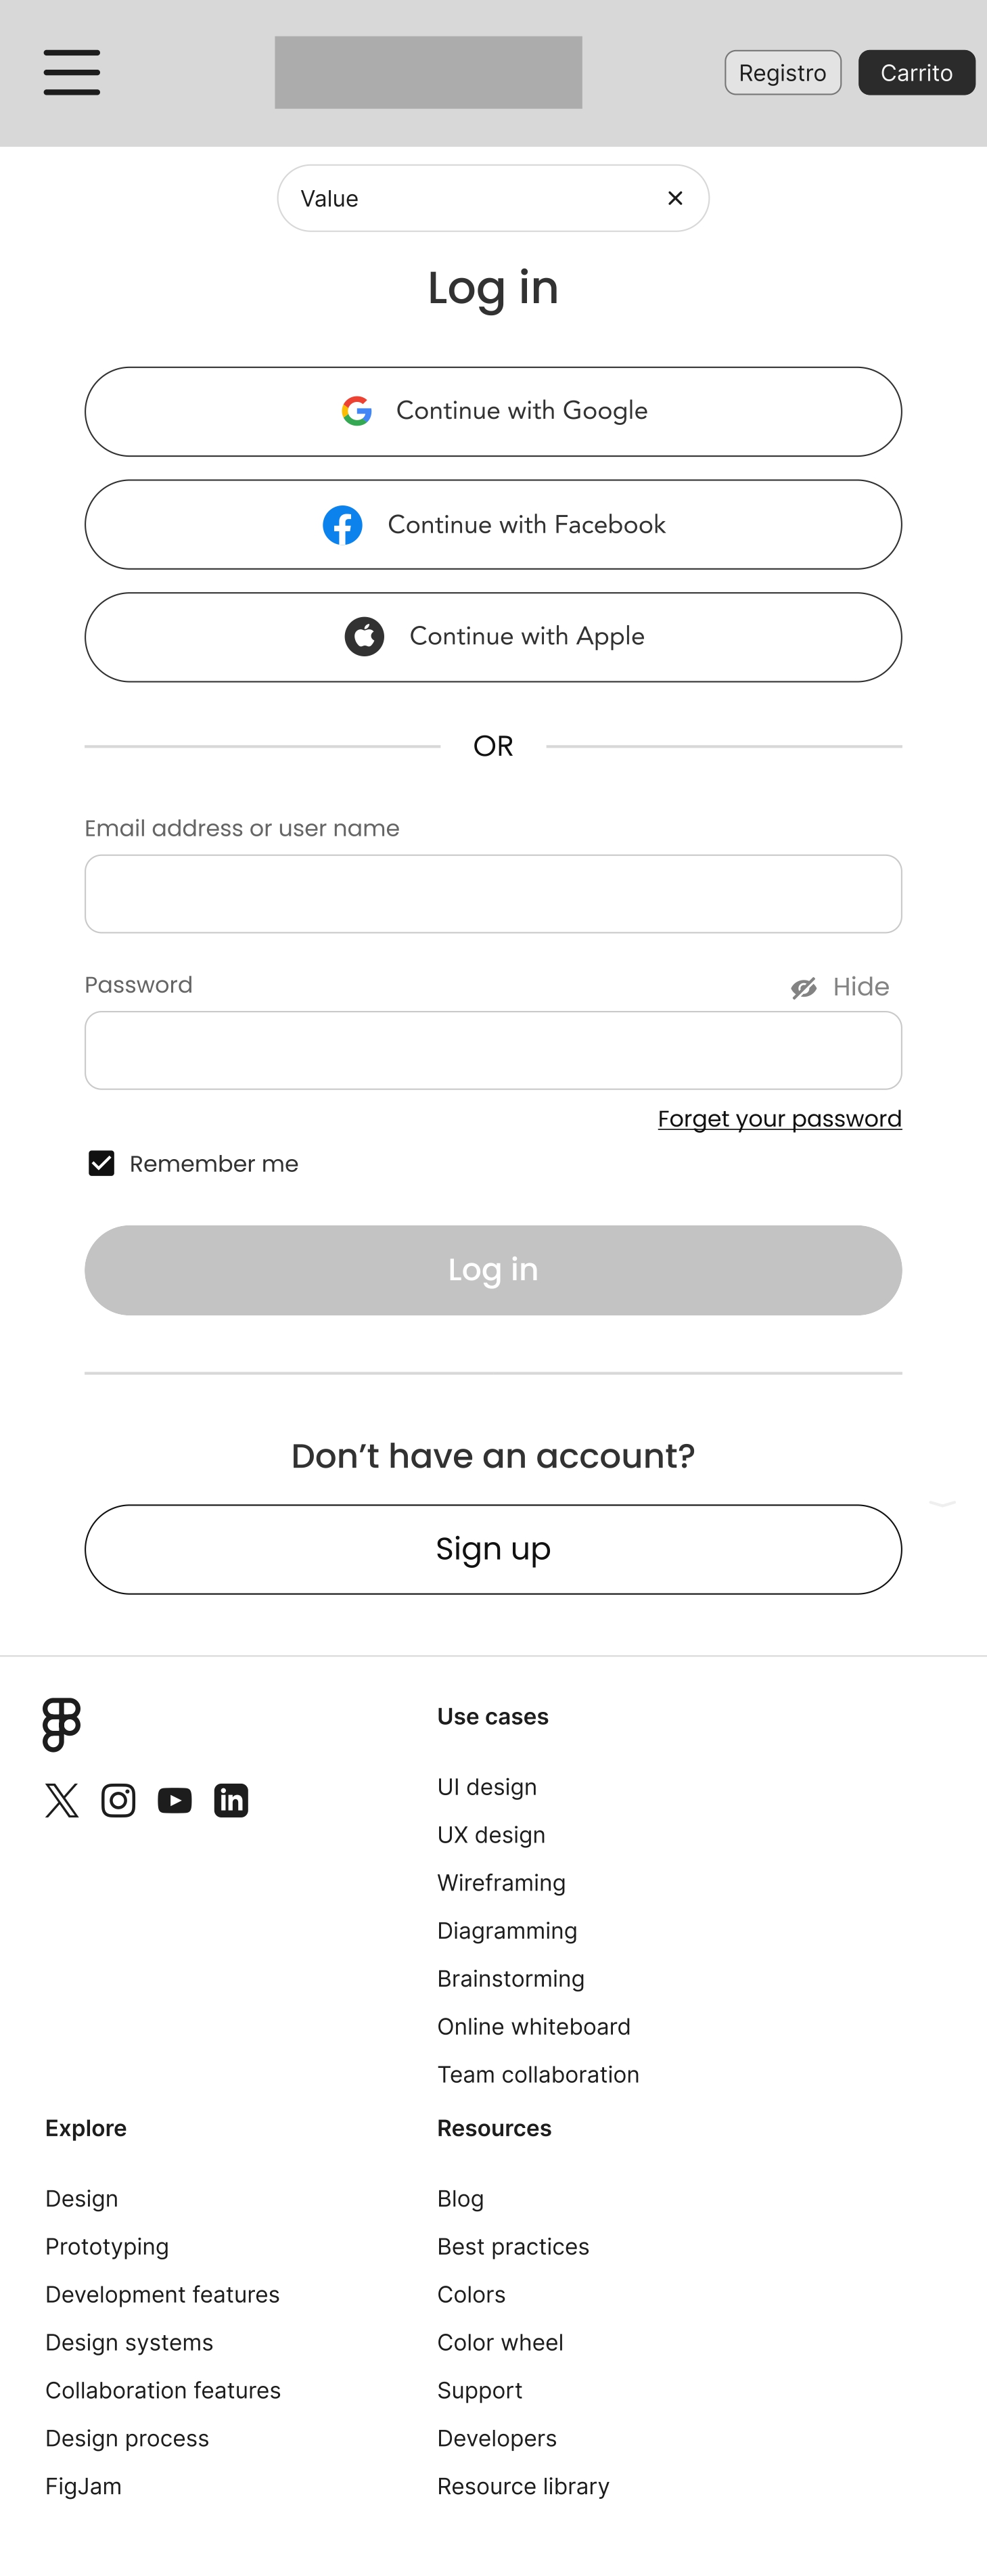 Registro
Carrito
Value
Log in
Continue with Google
Continue with Facebook
Continue with Apple
OR
Email address or user name
Password
Hide
Forget your password
Remember me
Log in
Don’t have an account?
Sign up
Use cases
UI design
UX design
Wireframing
Diagramming
Brainstorming
Online whiteboard
Team collaboration
Explore
Design
Prototyping
Development features
Design systems
Collaboration features
Design process
FigJam
Resources
Blog
Best practices
Colors
Color wheel
Support
Developers
Resource library